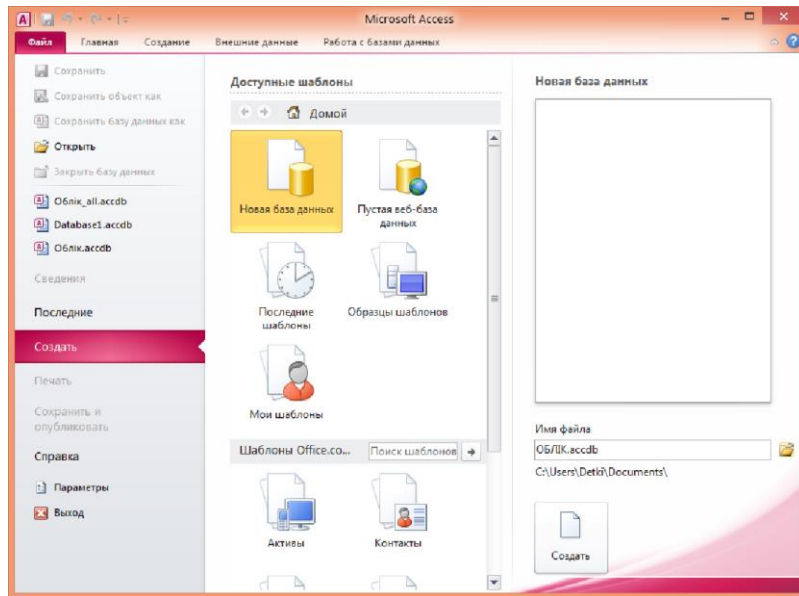 Microsoft Access
Файл Главная Создание Внешние данные Работа с базами данных
Сохранить
Сохранить объект как
Сохранить базу данных как
Открыть
Закрыть базу данных
Облік_all.accdb
Database1.accdb
Облік.accdb
Сведения
Последние
Создать
Печать
Сохранить и
опубликовать
Справка
Параметры
Выход
Доступные шаблоны
Домой
Новая база данных
Пустая веб-база
данных
Последние
шаблоны
Образцы шаблонов
Мои шаблоны
Шаблоны Office.co...
Поиск шаблонов
Активы
Контакты
Новая база данных
Имя файла
ОБЛІК.accdb
C:\Users\Detki\Documents\
Создать